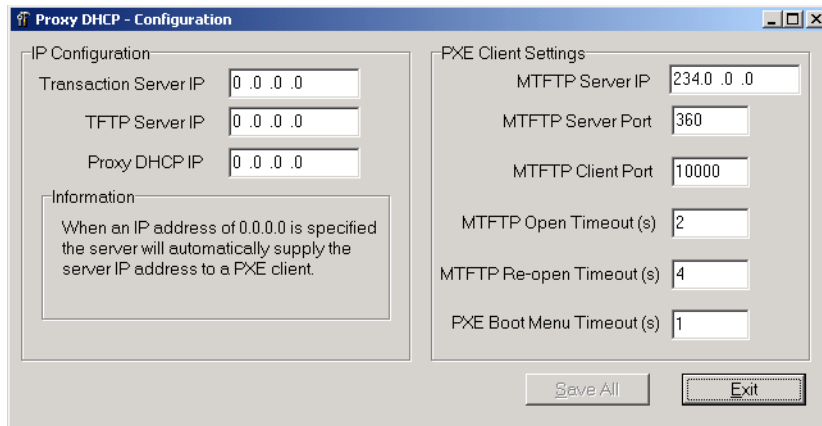 Proxy DHCP - Configuration
IP Configuration
Transaction Server IP 0 .0 .0 .0
TFTP Server IP 0 .0 .0 .0
Proxy DHCP IP 0 .0 .0 .0
Information
When an IP address of 0.0.0.0 is specified
the server will automatically supply the
server IP address to a PXE client.
PXE Client Settings
MTFTP Server IP 234.0 .0 .0
MTFTP Server Port 360
MTFTP Client Port 10000
MTFTP Open Timeout (s) 2
MTFTP Re-open Timeout (s) 4
PXE Boot Menu Timeout (s) 1
Save All
Exit